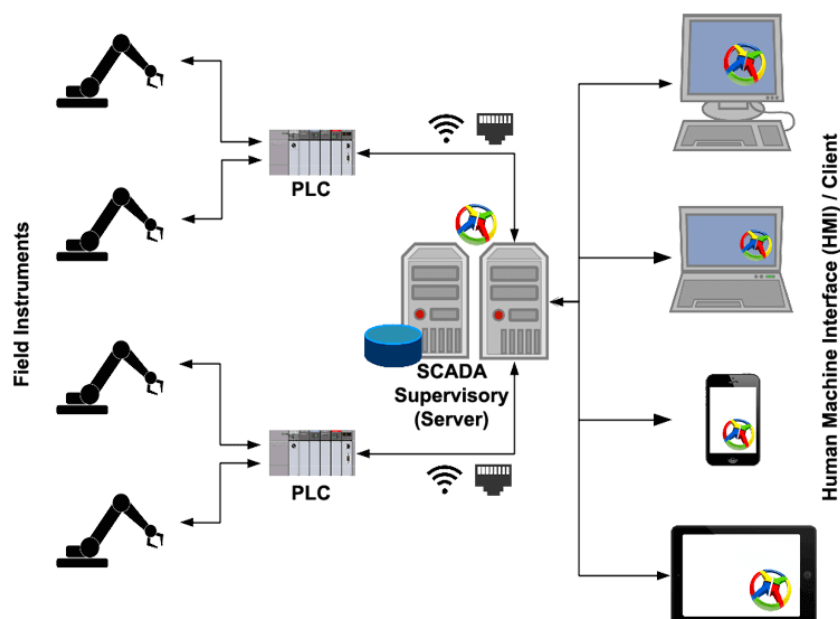 Field Instruments
PLC
PLC
SCADA
Supervisory
(Server)
Human Machine Interface (HMI) / Client